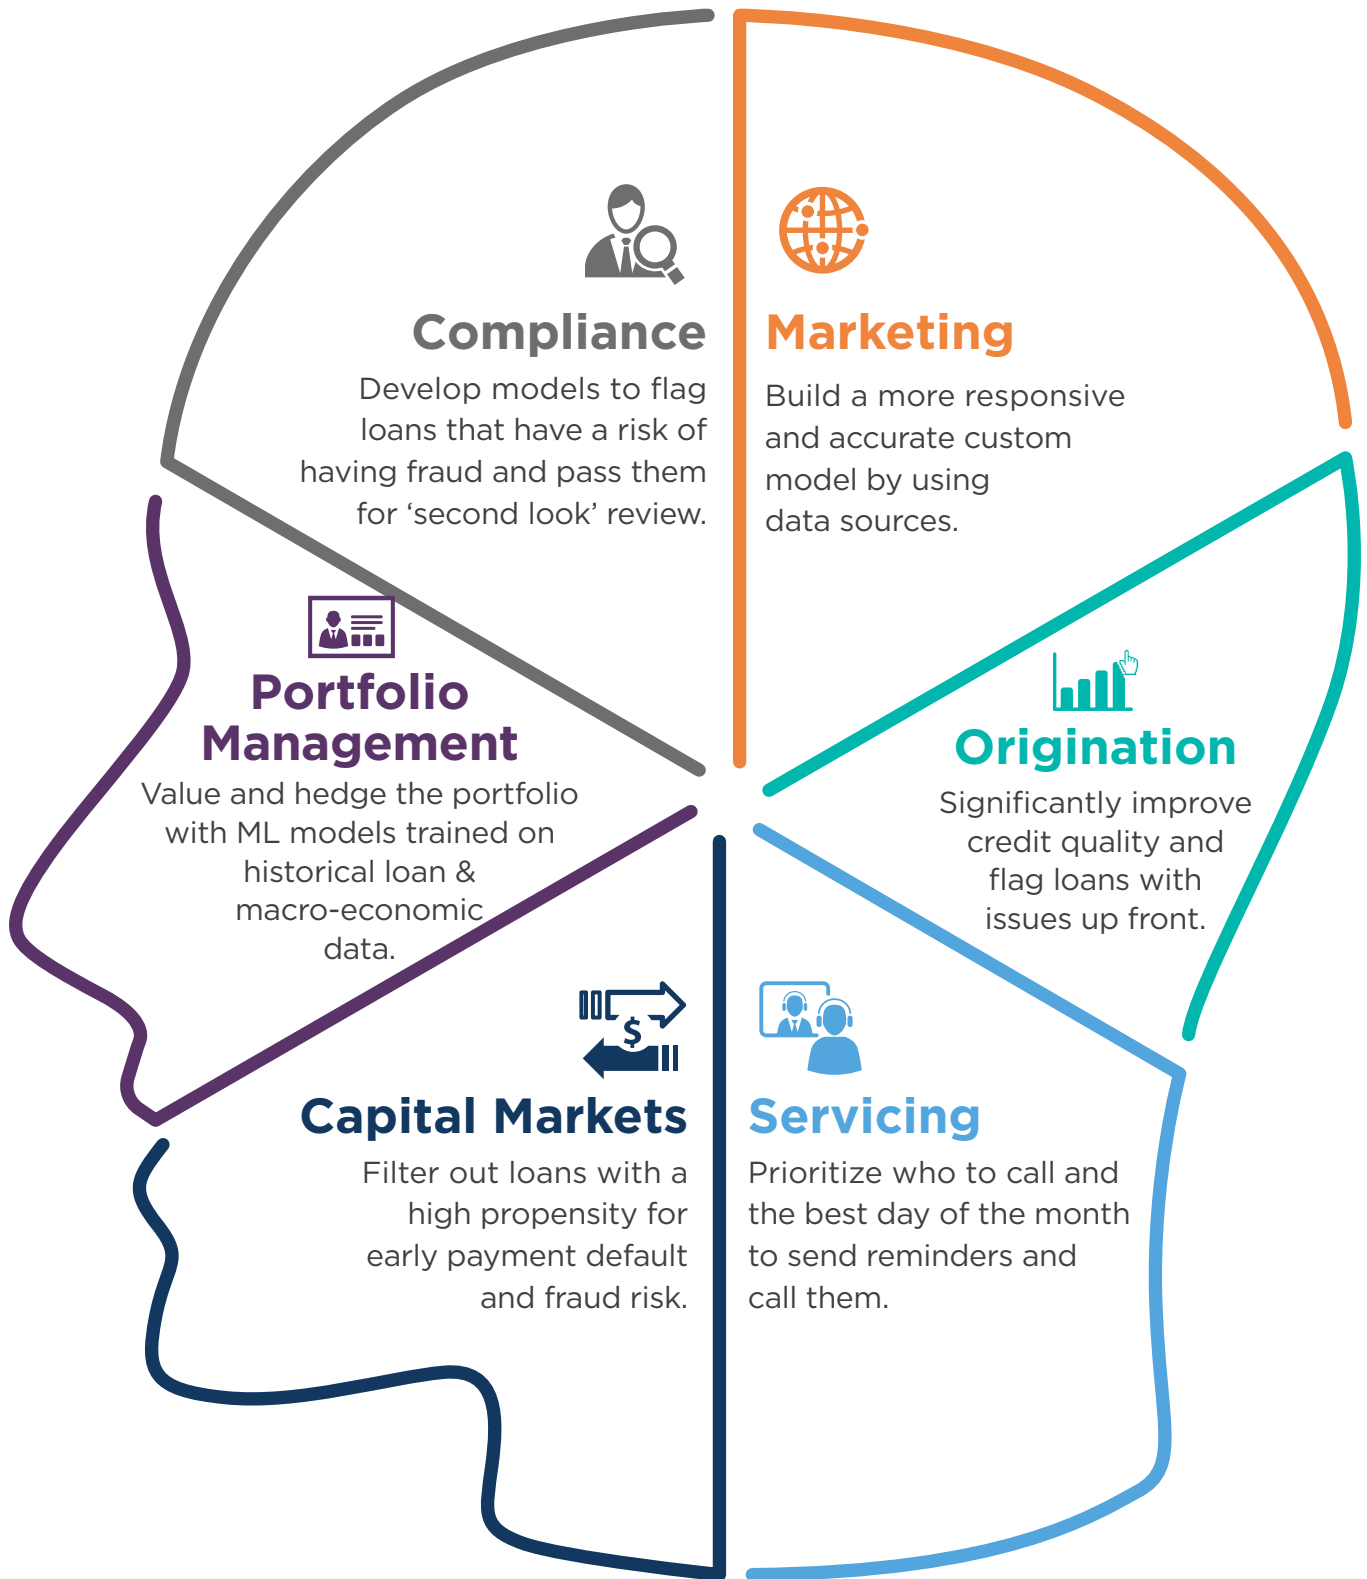 Compliance
Develop models to flag
loans that have a risk of
having fraud and pass them
for ‘second look’ review.
Marketing
Build a more responsive
and accurate custom
model by using
data sources.
Portfolio
Management
Value and hedge the portfolio
with ML models trained on
historical loan &
macro-economic
data.
Origination
Significantly improve
credit quality and
flag loans with
issues up front.
$
Capital Markets
Filter out loans with a
high propensity for
early payment default
and fraud risk.
Servicing
Prioritize who to call and
the best day of the month
to send reminders and
call them.